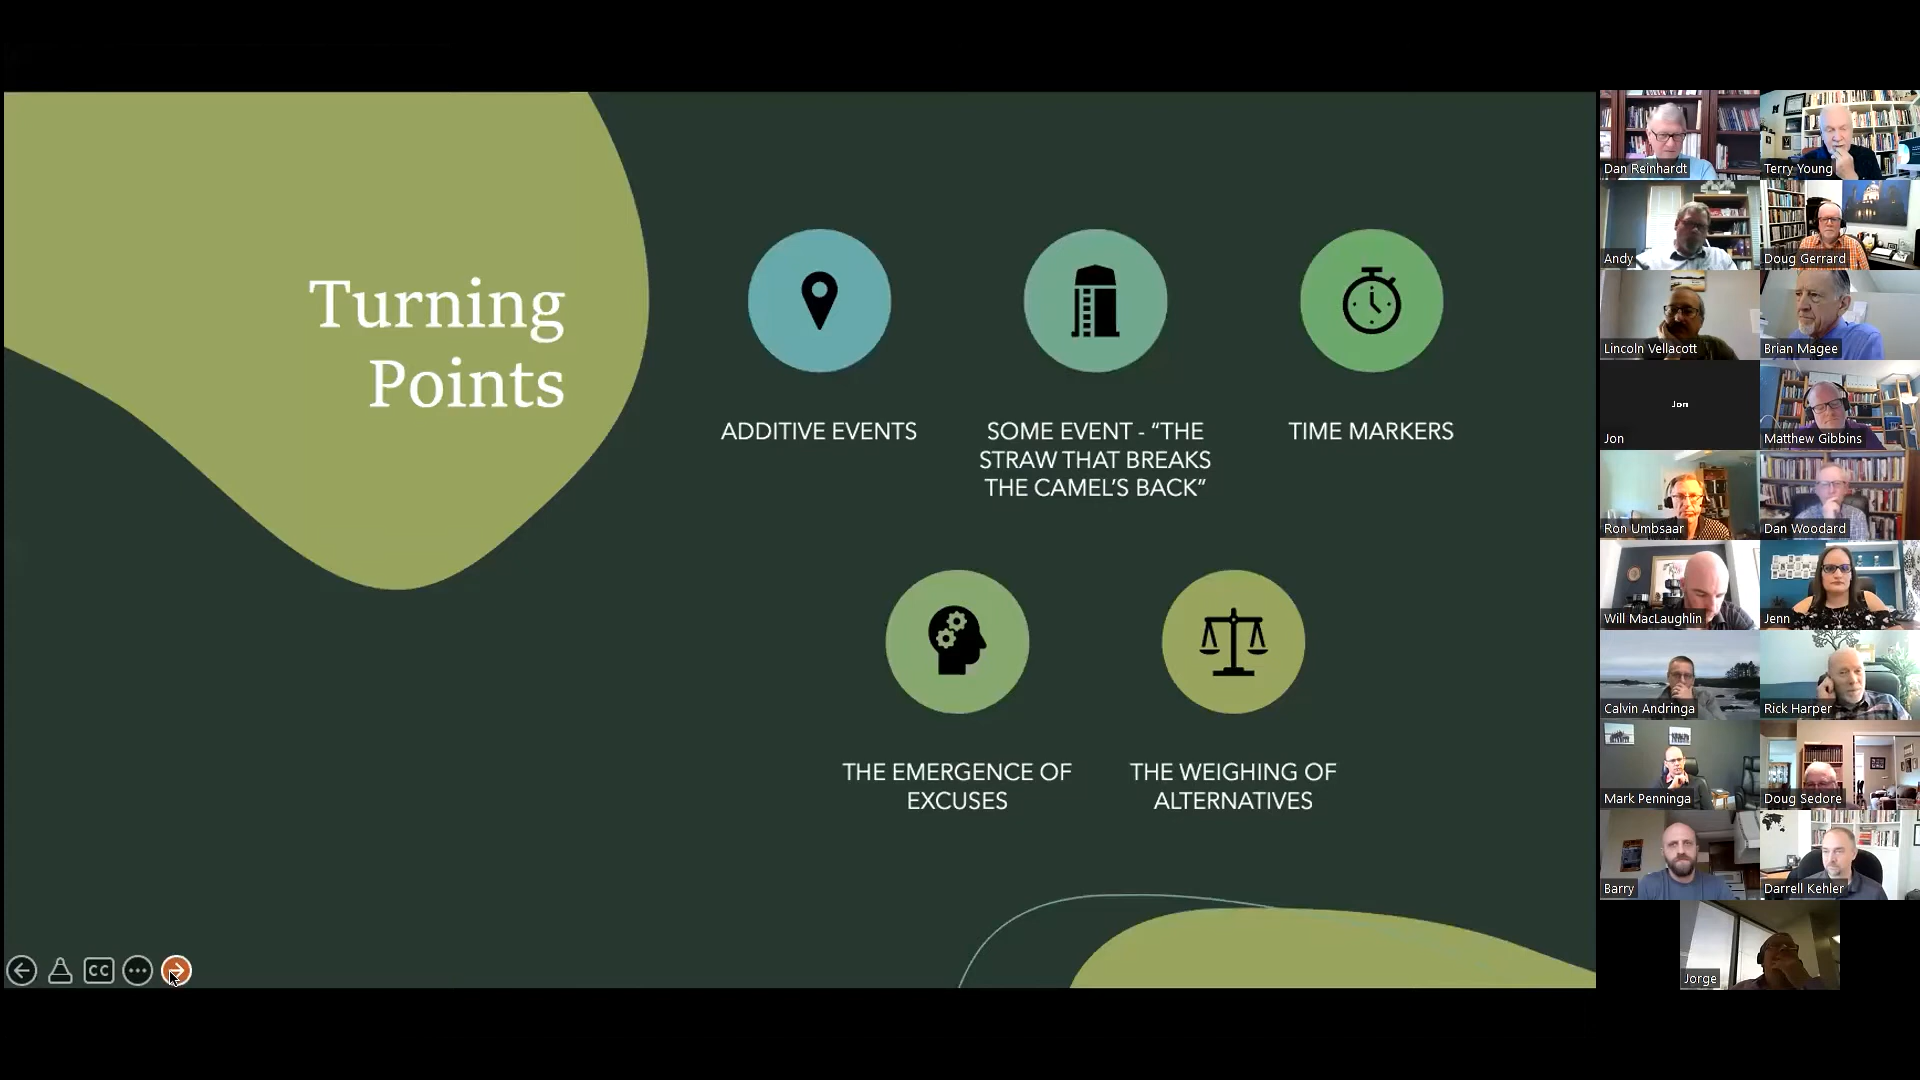 Turning
Points
ADDITIVE EVENTS
SOME EVENT - “THE
STRAW THAT BREAKS
THE CAMEL’S BACK”
TIME MARKERS
THE EMERGENCE OF
EXCUSES
THE WEIGHING OF
ALTERNATIVES
CC
Dan Reinhardt
Terry Young
Andy
Doug Gerrard
Lincoln Vellacott
Brian Magee
Jon
Jon
Matthew Gibbins
Ron Umbsaar
Dan Woodard
Will MacLaughlin
Jenn
Calvin Andringa
Rick Harper
Mark Penninga
Doug Sedore
Barry
Darrell Kehler
Jorge